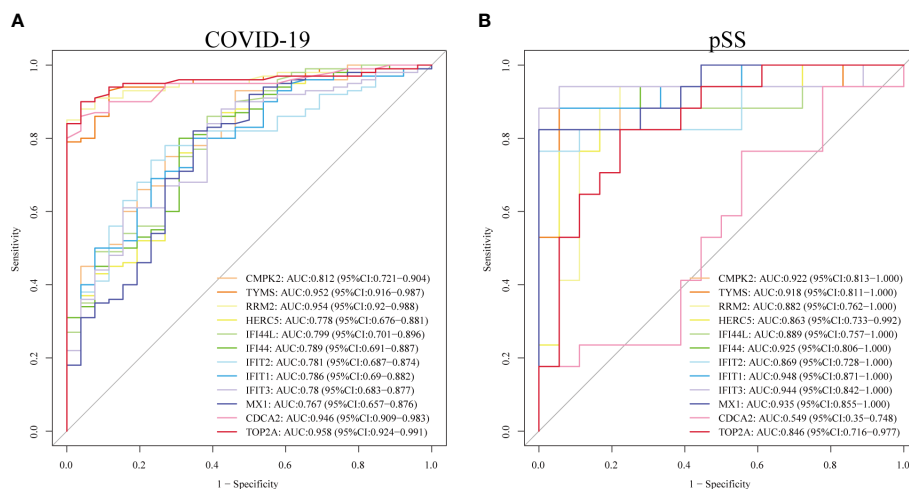 A
COVID-19
Sensitivity
1.0
0.8
0.6
0.4
0.2
0.0
CMPK2: AUC:0.812 (95%CI:0.721−0.904)
TYMS: AUC:0.952 (95%CI:0.916−0.987)
RRM2: AUC:0.954 (95%CI:0.92−0.988)
HERC5: AUC:0.778 (95%CI:0.676−0.881)
IFI44L: AUC:0.799 (95%CI:0.701−0.896)
IFI44: AUC:0.789 (95%CI:0.691−0.887)
IFIT2: AUC:0.781 (95%CI:0.687−0.874)
IFIT1: AUC:0.786 (95%CI:0.69−0.882)
IFIT3: AUC:0.78 (95%CI:0.683−0.877)
MX1: AUC:0.767 (95%CI:0.657−0.876)
CDCA2: AUC:0.946 (95%CI:0.909−0.983)
TOP2A: AUC:0.958 (95%CI:0.924−0.991)
0.0 0.2 0.4 0.6 0.8 1.0
1 − Specificity
B
pSS
Sensitivity
1.0
0.8
0.6
0.4
0.2
0.0
CMPK2: AUC:0.922 (95%CI:0.813−1.000)
TYMS: AUC:0.918 (95%CI:0.811−1.000)
RRM2: AUC:0.882 (95%CI:0.762−1.000)
HERC5: AUC:0.863 (95%CI:0.733−0.992)
IFI44L: AUC:0.889 (95%CI:0.757−1.000)
IFI44: AUC:0.925 (95%CI:0.806−1.000)
IFIT2: AUC:0.869 (95%CI:0.728−1.000)
IFIT1: AUC:0.948 (95%CI:0.871−1.000)
IFIT3: AUC:0.944 (95%CI:0.842−1.000)
MX1: AUC:0.935 (95%CI:0.855−1.000)
CDCA2: AUC:0.549 (95%CI:0.35−0.748)
TOP2A: AUC:0.846 (95%CI:0.716−0.977)
0.0 0.2 0.4 0.6 0.8 1.0
1 − Specificity